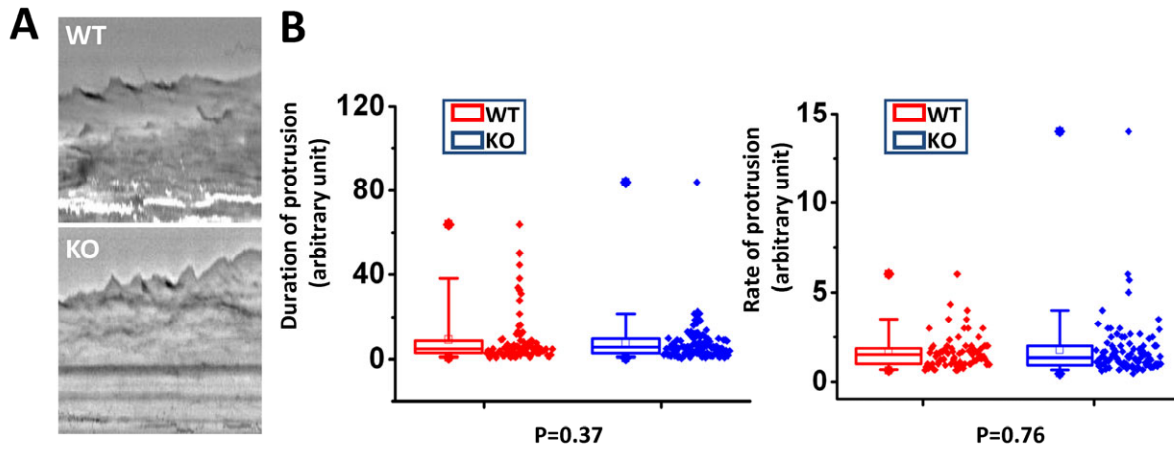 A
WT
KO
B
Duration of protrusion
(arbitrary unit)
120
80
40
0
WT
KO
P=0.37
Rate of protrusion
(arbitrary unit)
15
10
5
0
WT
KO
P=0.76